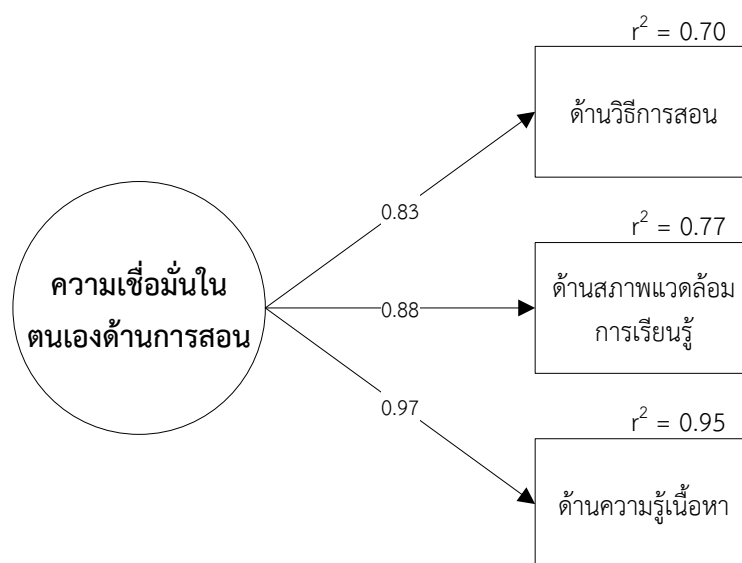 r² = 0.70
ด้านวิธีการสอน
0.83
r² = 0.77
ความเชื่อมั่นใน
ตนเองด้านการสอน
0.88
ด้านสภาพแวดล้อม
การเรียนรู้
0.97
r² = 0.95
ด้านความรู้เนื้อหา